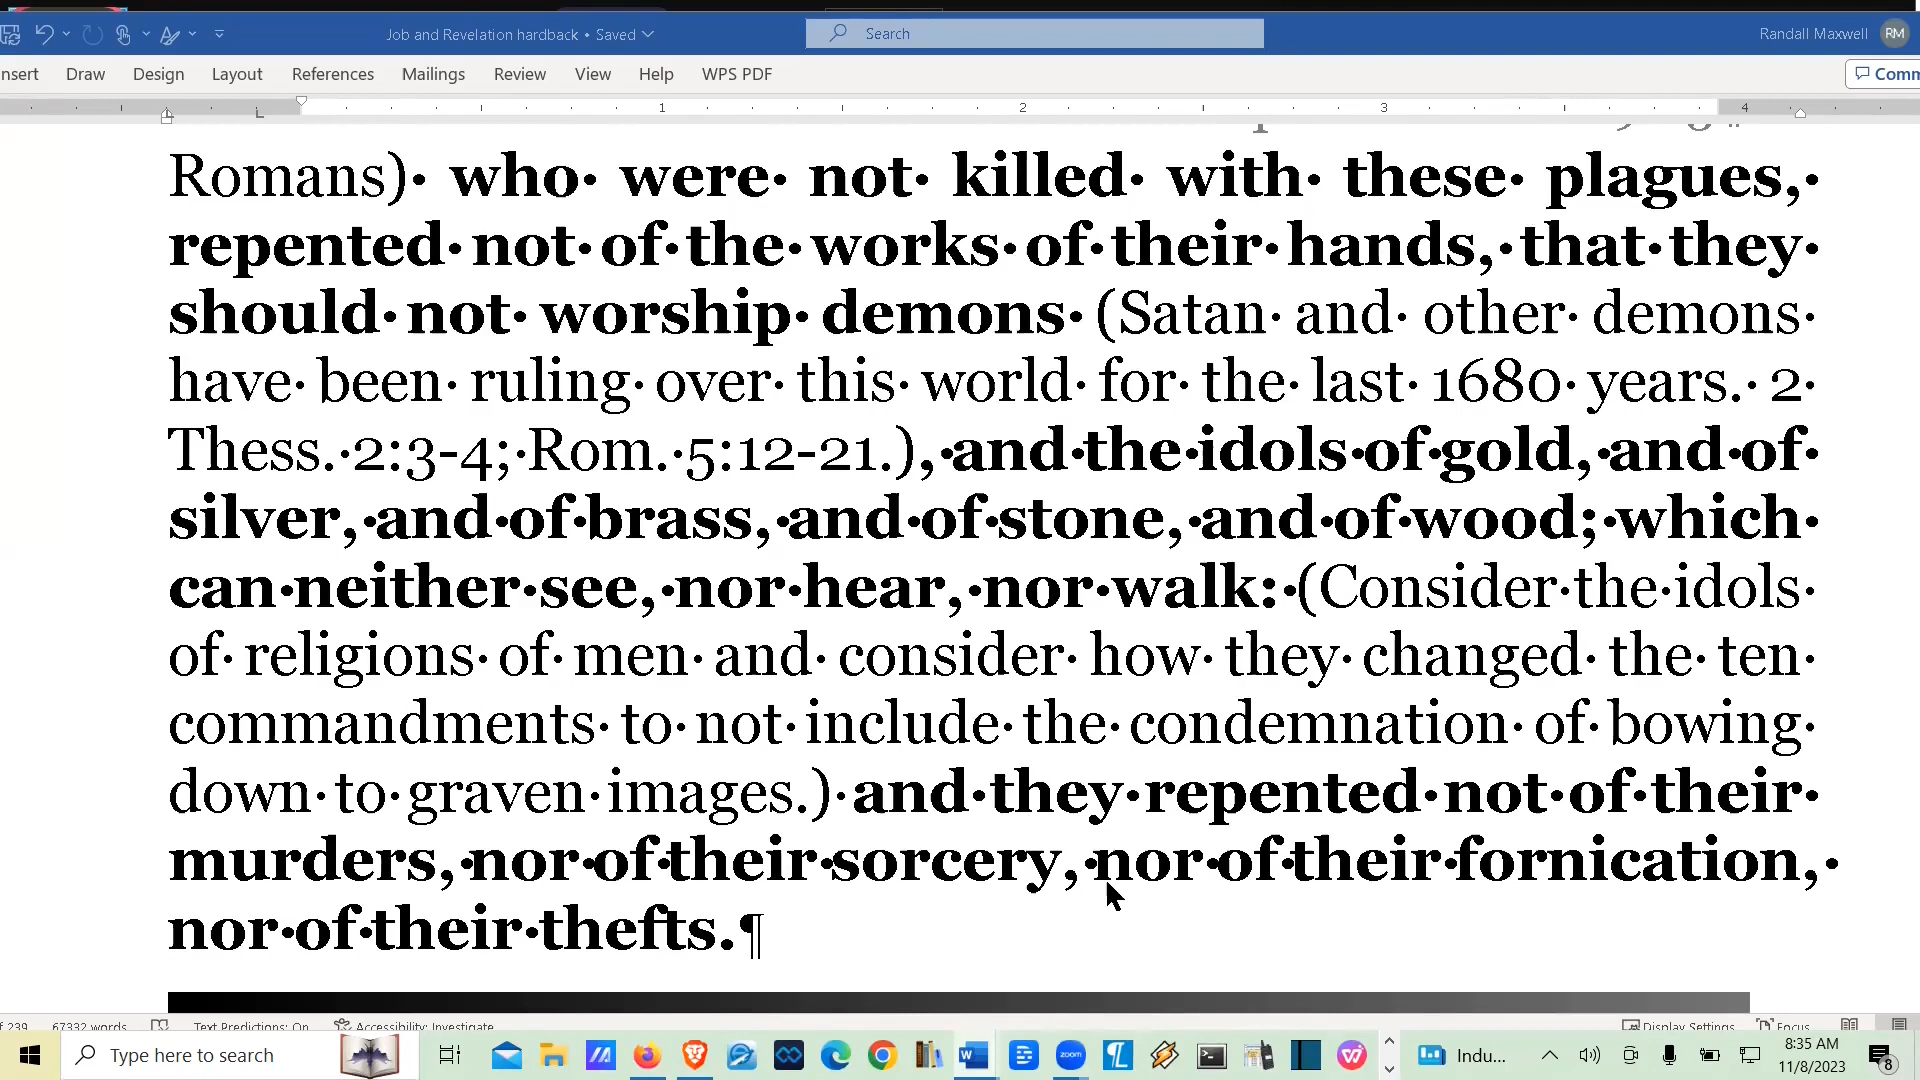 Job and Revelation hardback • Saved
Search
Randall Maxwell
RM
nsert Draw Design Layout References Mailings Review View Help WPS PDF
Comm
1 2 3 4
Romans) who were not killed with these plagues,
repented not of the works of their hands, that they
should not worship demons (Satan and other demons
have been ruling over this world for the last 1680 years. 2
Thess. 2:3-4; Rom. 5:12-21.), and the idols of gold, and of
silver, and of brass, and of stone, and of wood; which
can neither see, nor hear, nor walk: (Consider the idols
of religions of men and consider how they changed the ten
commandments to not include the condemnation of bowing
down to graven images.) and they repented not of their
murders, nor of their sorcery, nor of their fornication,
nor of their thefts.¶
f 239 67332 words Text Predictions: On Accessibility: Investigate Display Settings Focus
Type here to search
zoom
Indu...
8:35 AM
11/8/2023
8